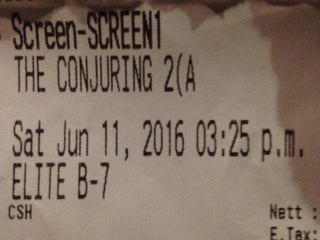 Screen-SCREEN1
THE CONJURING 2(A
Sat Jun 11, 2016 03:25 p.m.
ELITE B-7
CSH
Nett :
E.Tax: